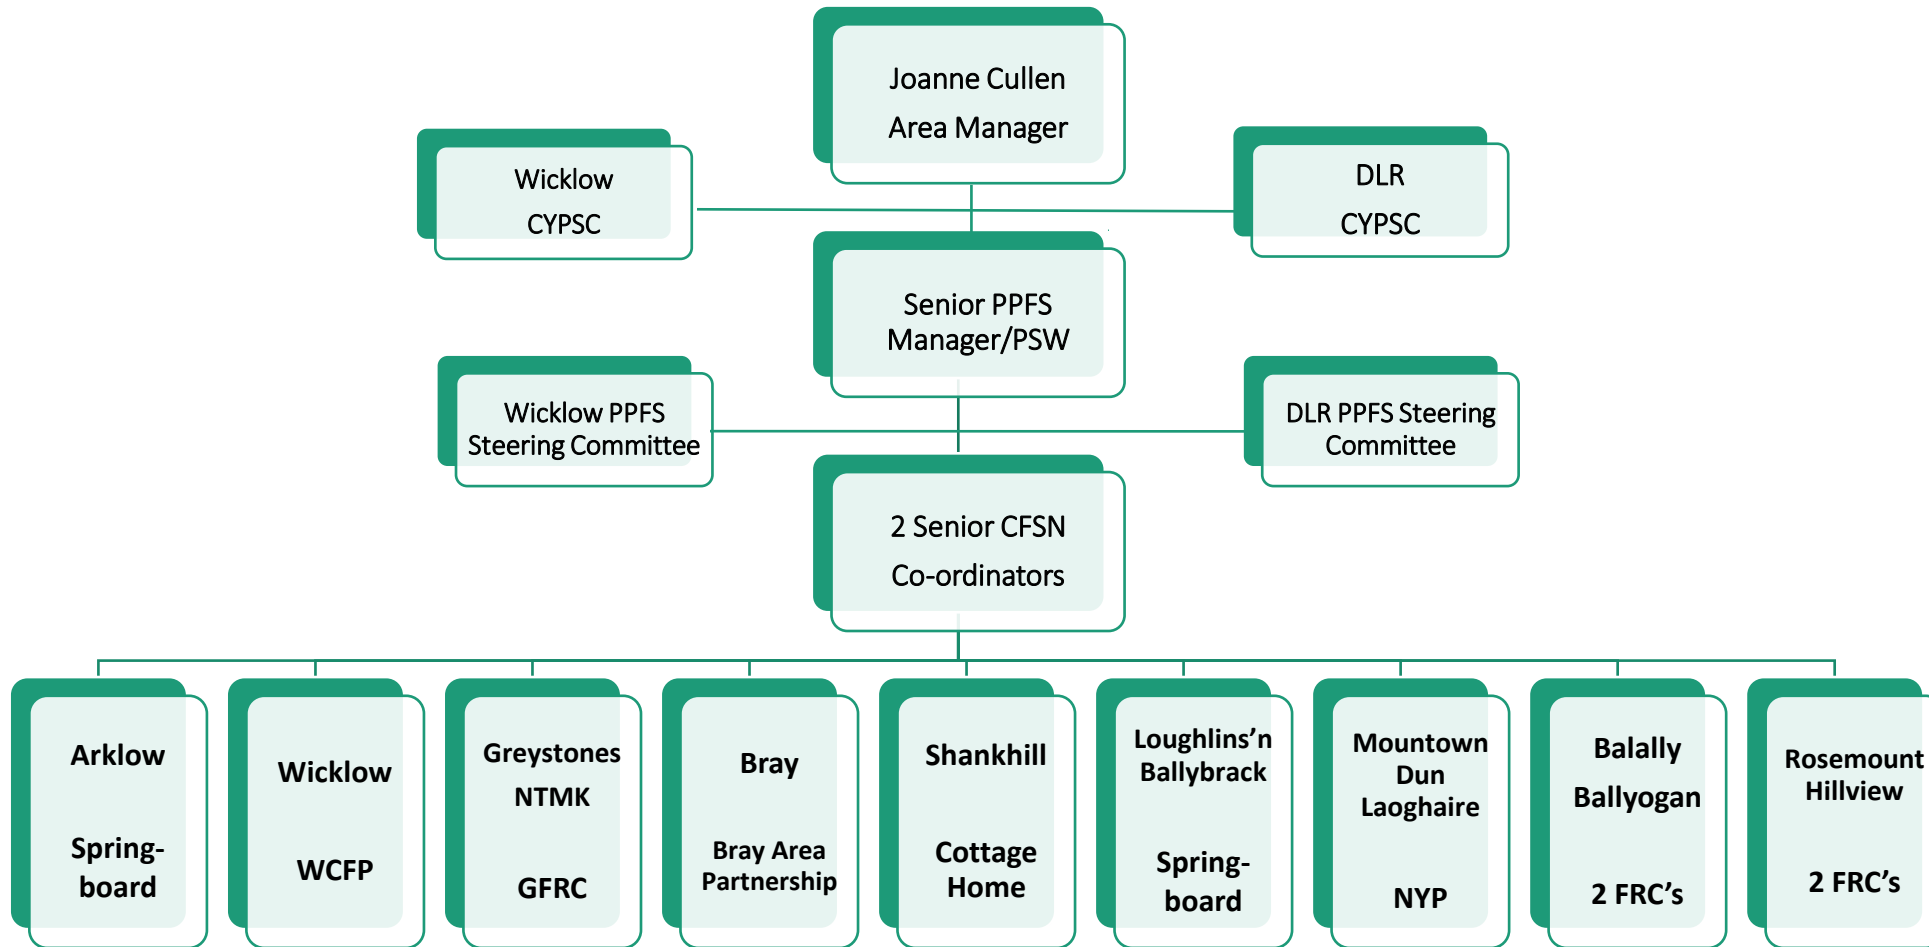 Joanne Cullen
Area Manager
Wicklow
CYPSC
DLR
CYPSC
Senior PPFS
Manager/PSW
Wicklow PPFS
Steering Committee
DLR PPFS Steering
Committee
2 Senior CFSN
Co-ordinators
Arklow
Spring-
board
Wicklow
WCFP
Greystones
NTMK
GFRC
Bray
Bray Area
Partnership
Shankhill
Cottage
Home
Loughlins’n
Ballybrack
Spring-
board
Mountown
Dun
Laoghaire
NYP
Balally
Ballyogan
2 FRC’s
Rosemount
Hillview
2 FRC’s